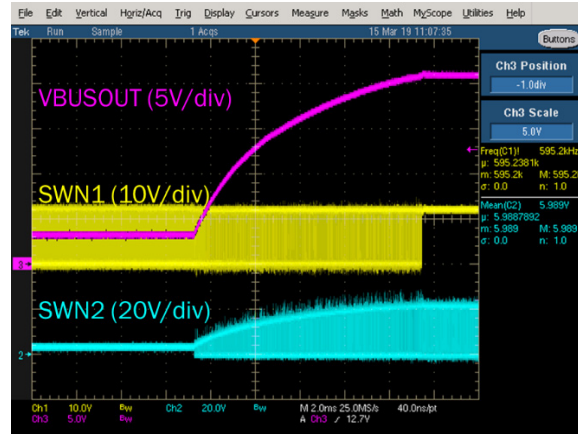 File Edit Vertical Horiz/Acq Trig Display Cursors Measure Masks Math MyScope Utilities Help
Tek Run Sample 1 Acqs 15 Mar 19 11:07:35
Buttons
Ch3 Position
-1.0div
Ch3 Scale
5.0V
VBUSOUT (5V/div)
Freq(C1)! 595.2kHz
µ: 595.2381k
m: 595.2k M: 595.2
σ: 0.0 n: 1.0
SWN1 (10V/div)
Mean(C2) 5.989V
µ: 5.9887892
m: 5.989 M: 5.989
σ: 0.0 n: 1.0
3
SWN2 (20V/div)
2
Ch1 10.0V Bw Ch2 20.0V Bw M 2.0ms 25.0MS/s 40.0ns/pt
Ch3 5.0V Bw A Ch3 / 12.7V